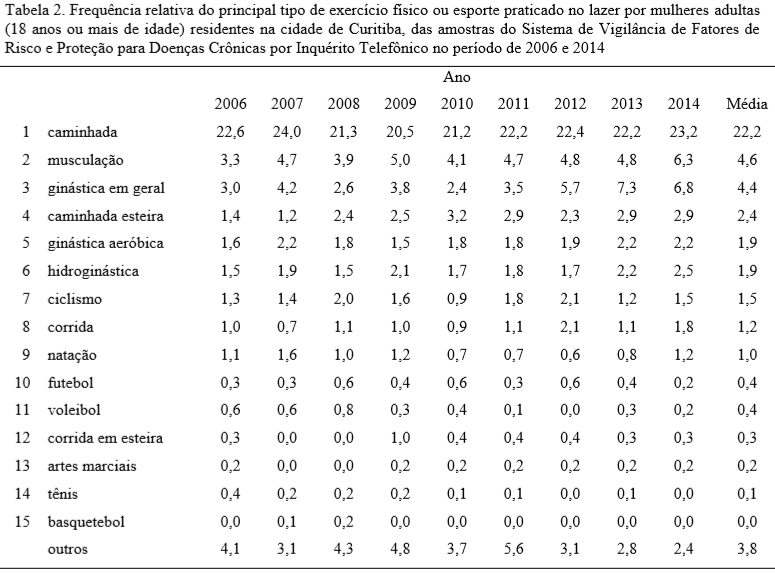 Tabela 2. Frequência relativa do principal tipo de exercício físico ou esporte praticado no lazer por mulheres adultas
(18 anos ou mais de idade) residentes na cidade de Curitiba, das amostras do Sistema de Vigilância de Fatores de
Risco e Proteção para Doenças Crônicas por Inquérito Telefônico no período de 2006 e 2014
Ano
2006 2007 2008 2009 2010 2011 2012 2013 2014 Média
1 caminhada 22,6 24,0 21,3 20,5 21,2 22,2 22,4 22,2 23,2 22,2
2 musculação 3,3 4,7 3,9 5,0 4,1 4,7 4,8 4,8 6,3 4,6
3 ginástica em geral 3,0 4,2 2,6 3,8 2,4 3,5 5,7 7,3 6,8 4,4
4 caminhada esteira 1,4 1,2 2,4 2,5 3,2 2,9 2,3 2,9 2,9 2,4
5 ginástica aeróbica 1,6 2,2 1,8 1,5 1,8 1,8 1,9 2,2 2,2 1,9
6 hidroginástica 1,5 1,9 1,5 2,1 1,7 1,8 1,7 2,2 2,5 1,9
7 ciclismo 1,3 1,4 2,0 1,6 0,9 1,8 2,1 1,2 1,5 1,5
8 corrida 1,0 0,7 1,1 1,0 0,9 1,1 2,1 1,1 1,8 1,2
9 natação 1,1 1,6 1,0 1,2 0,7 0,7 0,6 0,8 1,2 1,0
10 futebol 0,3 0,3 0,6 0,4 0,6 0,3 0,6 0,4 0,2 0,4
11 voleibol 0,6 0,6 0,8 0,3 0,4 0,1 0,0 0,3 0,2 0,4
12 corrida em esteira 0,3 0,0 0,0 1,0 0,4 0,4 0,4 0,3 0,3 0,3
13 artes marciais 0,2 0,0 0,0 0,2 0,2 0,2 0,2 0,2 0,2 0,2
14 tênis 0,4 0,2 0,2 0,2 0,1 0,1 0,0 0,1 0,0 0,1
15 basquetebol 0,0 0,1 0,2 0,0 0,0 0,0 0,0 0,0 0,0 0,0
outros 4,1 3,1 4,3 4,8 3,7 5,6 3,1 2,8 2,4 3,8